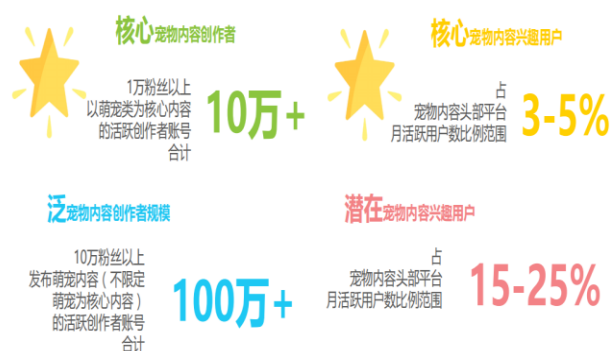 核心宠物内容创作者
1万粉丝以上
以萌宠类为核心内容
的活跃创作者账号
合计
10万+
核心宠物内容兴趣用户
占
宠物内容头部平台
月活跃用户数比例范围
3-5%
泛宠物内容创作者规模
10万粉丝以上
发布萌宠内容（不限定
萌宠为核心内容）
的活跃创作者账号
合计
100万+
潜在宠物内容兴趣用户
占
宠物内容头部平台
月活跃用户数比例范围
15-25%